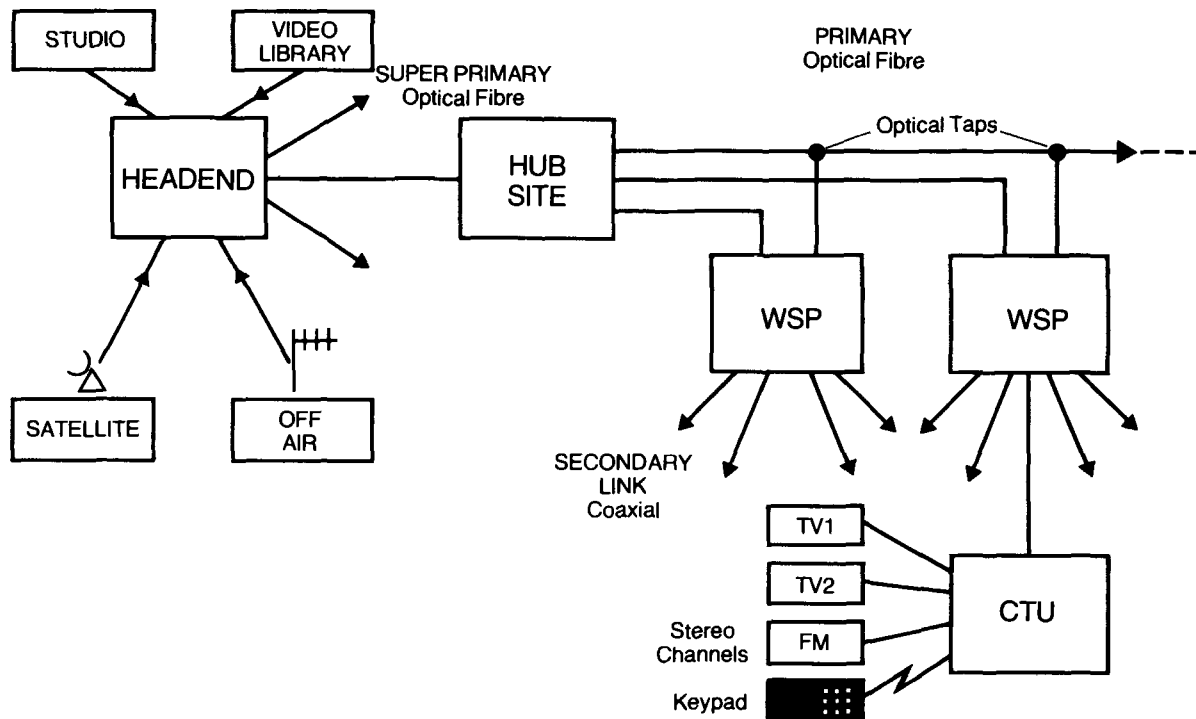 STUDIO
VIDEO
LIBRARY
SUPER PRIMARY
Optical Fibre
PRIMARY
Optical Fibre
Optical Taps
HEADEND
HUB
SITE
WSP
WSP
SATELLITE
OFF
AIR
SECONDARY
LINK
Coaxial
TV1
TV2
Stereo
Channels
FM
Keypad
CTU